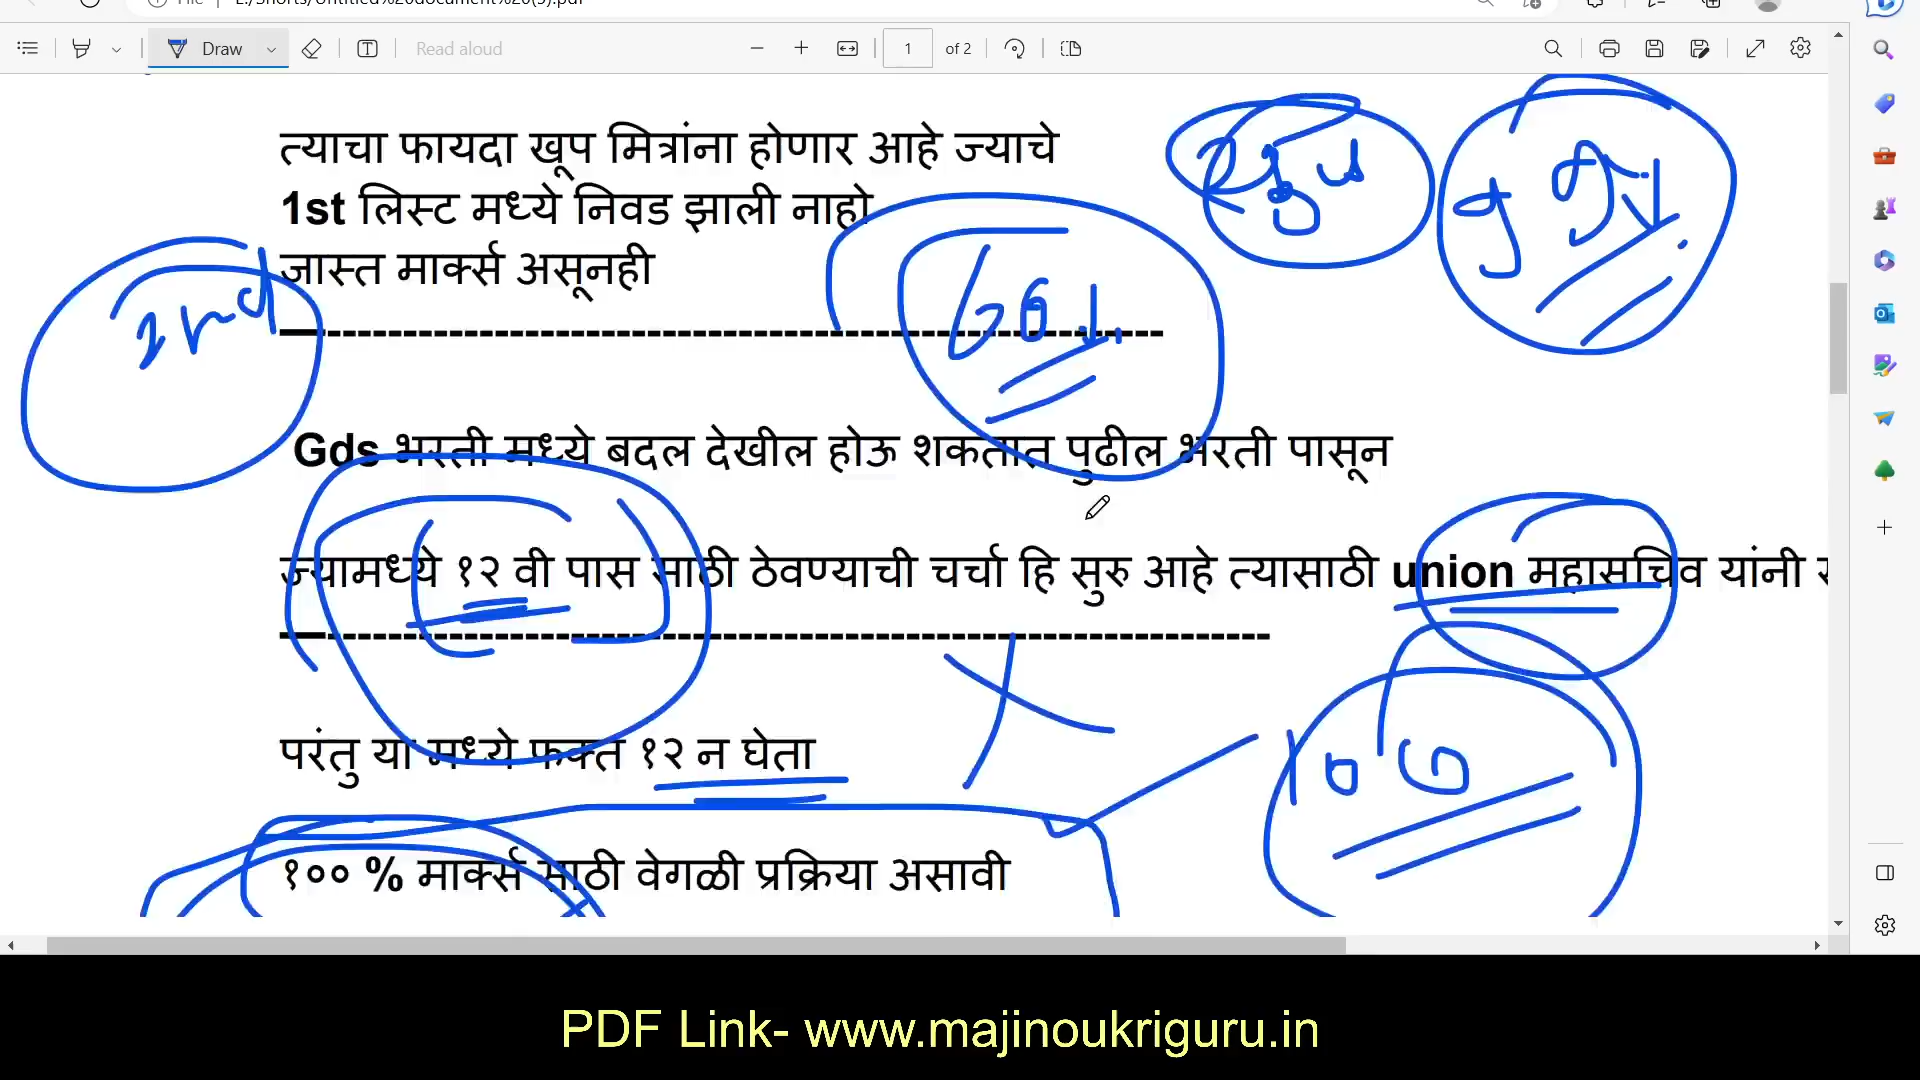 Draw
Read aloud
1
of 2
त्याचा फायदा खूप मित्रांना होणार आहे ज्याचे
1st लिस्ट मध्ये निवड झाली नाही
जास्त मार्क्स असूनही
2nd
Gds भरती मध्ये बदल देखील होऊ शकतात पुढील भरती पासून
ज्यामध्ये १२ वी पास साठी ठेवण्याची चर्चा हि सुरु आहे त्यासाठी union महासचिव यांनी
परंतु या मध्ये फक्त १२ न घेता
१०० % मार्क्स साठी वेगळी प्रक्रिया असावी
PDF Link- www.majinoukriguru.in